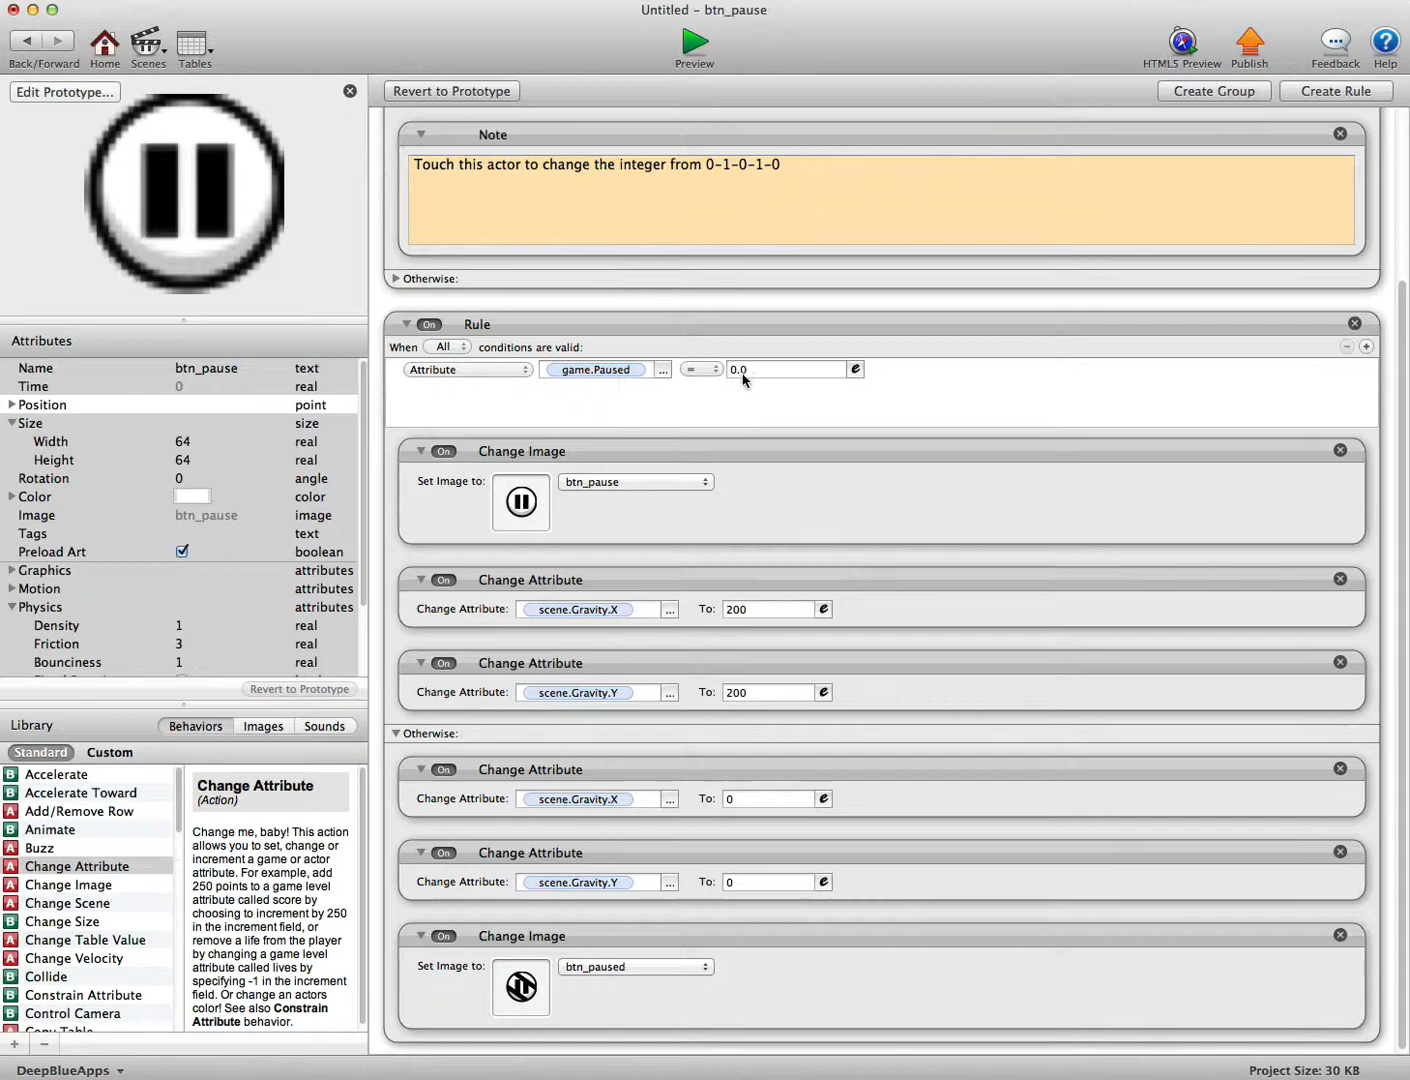 Untitled – btn_pause
Back/Forward Home Scenes Tables Preview HTML5 Preview Publish Feedback Help
Edit Prototype...
Revert to Prototype Create Group Create Rule
Note
Touch this actor to change the integer from 0-1-0-1-0
Otherwise:
On Rule
When All conditions are valid:
Attribute game.Paused ... = 0.0 e
On Change Image
Set Image to: btn_pause
On Change Attribute
Change Attribute: scene.Gravity.X ... To: 200 e
On Change Attribute
Change Attribute: scene.Gravity.Y ... To: 200 e
Otherwise:
On Change Attribute
Change Attribute: scene.Gravity.X ... To: 0 e
On Change Attribute
Change Attribute: scene.Gravity.Y ... To: 0 e
On Change Image
Set Image to: btn_paused
Attributes
Name btn_pause text
Time 0 real
Position point
Size size
Width 64 real
Height 64 real
Rotation 0 angle
Color color
Image btn_pause image
Tags text
Preload Art boolean
Graphics attributes
Motion attributes
Physics attributes
Density 1 real
Friction 3 real
Bounciness 1 real
Revert to Prototype
Library Behaviors Images Sounds
Standard Custom
B Accelerate
B Accelerate Toward
A Add/Remove Row
B Animate
A Buzz
A Change Attribute
A Change Image
A Change Scene
B Change Size
A Change Table Value
A Change Velocity
B Collide
B Constrain Attribute
B Control Camera
Change Attribute
(Action)
Change me, baby! This action
allows you to set, change or
increment a game or actor
attribute. For example, add
250 points to a game level
attribute called score by
choosing to increment by 250
in the increment field, or
remove a life from the player
by changing a game level
attribute called lives by
specifying -1 in the increment
field. Or change an actors
color! See also Constrain
Attribute behavior.
DeepBlueApps
Project Size: 30 KB